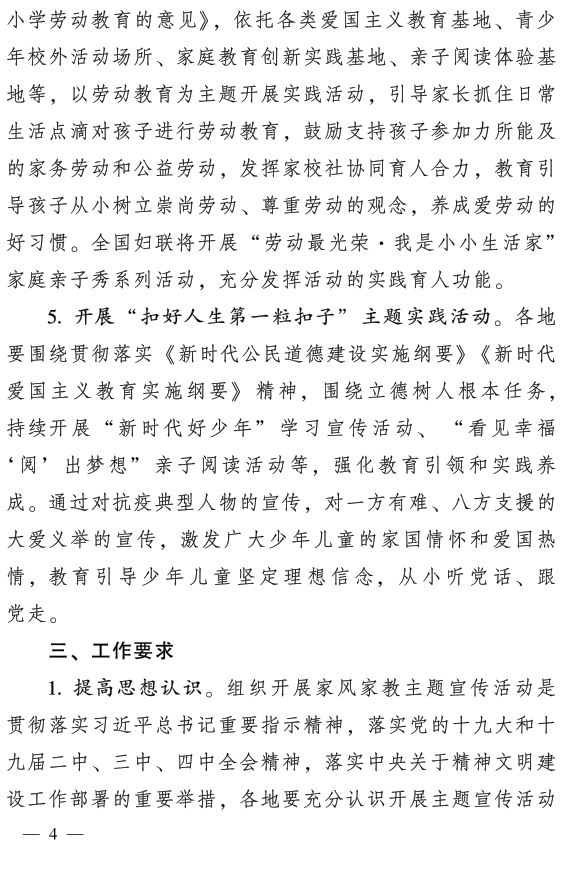 小学劳动教育的意见》，依托各类爱国主义教育基地、青少
年校外活动场所、家庭教育创新实践基地、亲子阅读体验基
地等，以劳动教育为主题开展实践活动，引导家长抓住日常
生活点滴对孩子进行劳动教育，鼓励支持孩子参加力所能及
的家务劳动和公益劳动，发挥家校社协同育人合力，教育引
导孩子从小树立崇尚劳动、尊重劳动的观念，养成爱劳动的
好习惯。全国妇联将开展“劳动最光荣·我是小小生活家”
家庭亲子秀系列活动，充分发挥活动的实践育人功能。
5. 开展“扣好人生第一粒扣子”主题实践活动。各地
要围绕贯彻落实《新时代公民道德建设实施纲要》《新时代
爱国主义教育实施纲要》精神，围绕立德树人根本任务，
持续开展“新时代好少年”学习宣传活动、“看见幸福
‘阅’出梦想”亲子阅读活动等，强化教育引领和实践养
成。通过对抗疫典型人物的宣传，对一方有难、八方支援的
大爱义举的宣传，激发广大少年儿童的家国情怀和爱国热
情，教育引导少年儿童坚定理想信念，从小听党话、跟
党走。
三、工作要求
1. 提高思想认识。组织开展家风家教主题宣传活动是
贯彻落实习近平总书记重要指示精神，落实党的十九大和十
九届二中、三中、四中全会精神，落实中央关于精神文明建
设工作部署的重要举措，各地要充分认识开展主题宣传活动
— 4 —